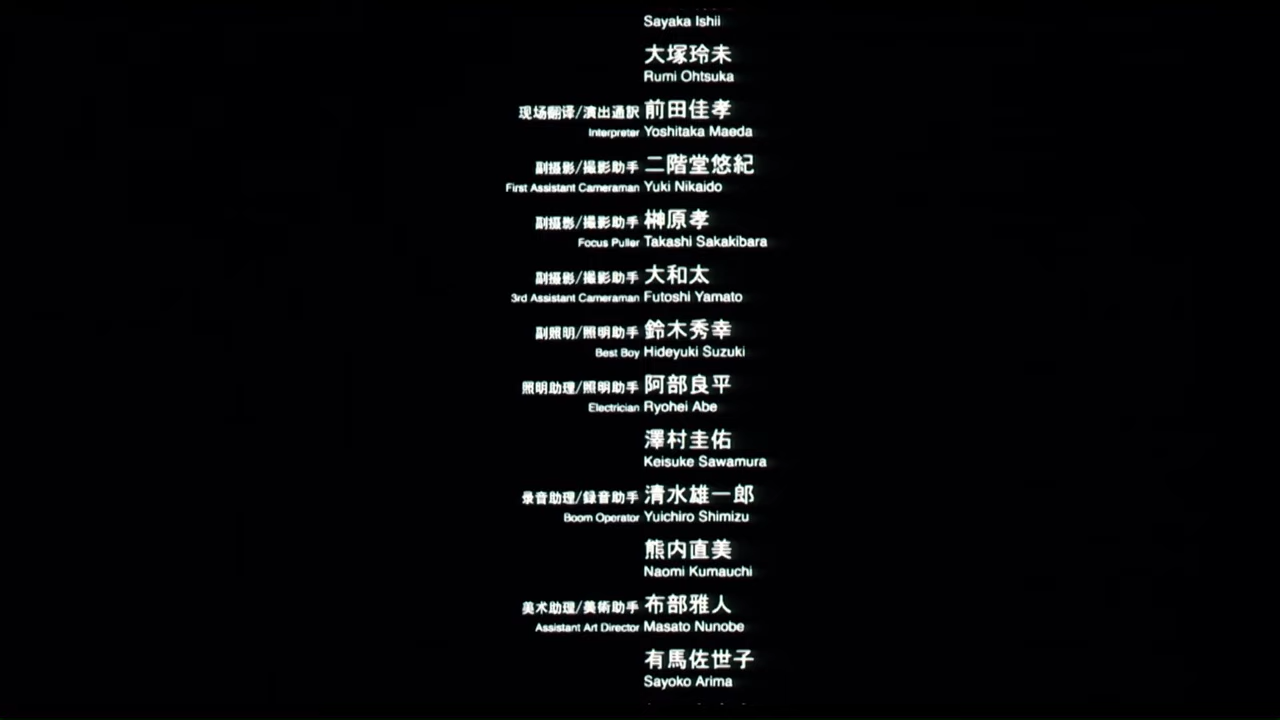 Sayaka Ishii
大塚玲未
Rumi Ohtsuka
现场翻译/演出通訳 前田佳孝
Interpreter Yoshitaka Maeda
副摄影/撮影助手 二階堂悠紀
First Assistant Cameraman Yuki Nikaido
副摄影/撮影助手 榊原孝
Focus Puller Takashi Sakakibara
副摄影/撮影助手 大和太
3rd Assistant Cameraman Futoshi Yamato
副照明/照明助手 鈴木秀幸
Best Boy Hideyuki Suzuki
照明助理/照明助手 阿部良平
Electrician Ryohei Abe
澤村圭佑
Keisuke Sawamura
录音助理/録音助手 清水雄一郎
Boom Operator Yuichiro Shimizu
熊内直美
Naomi Kumauchi
美术助理/美術助手 布部雅人
Assistant Art Director Masato Nunobe
有馬佐世子
Sayoko Arima